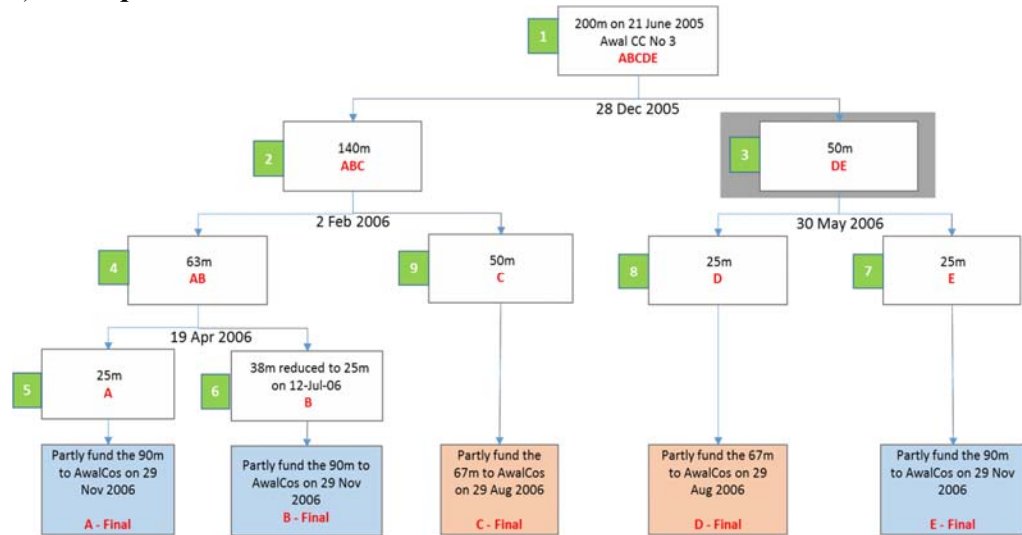 200m on 21 June 2005
1
Awal CC No 3
ABCDE
28 Dec 2005
2
140m
ABC
3
50m
DE
2 Feb 2006
30 May 2006
4
63m
AB
9
50m
C
8
25m
D
7
25m
E
19 Apr 2006
5
25m
A
6
38m reduced to 25m
on 12-Jul-06
B
Partly fund the 90m
to AwalCos on 29
Nov 2006
A - Final
Partly fund the 90m to
AwalCos on 29 Nov
2006
B - Final
Partly fund the
67m to AwalCos
on 29 Aug 2006
C - Final
Partly fund the 67m
to AwalCos on 29
Aug 2006
D - Final
Partly fund the 90m
to AwalCos on 29
Nov 2006
E - Final